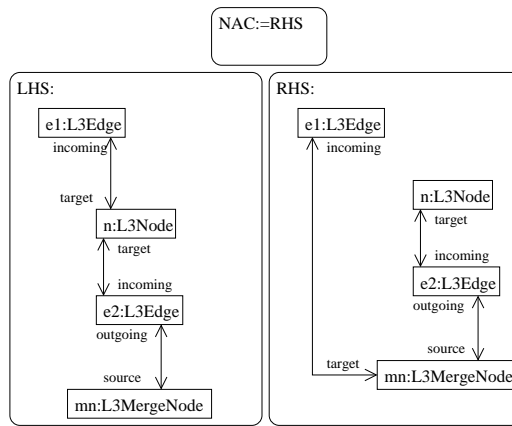 NAC:=RHS
LHS:
e1:L3Edge
incoming
target
n:L3Node
target
incoming
e2:L3Edge
outgoing
source
mn:L3MergeNode
RHS:
e1:L3Edge
incoming
n:L3Node
target
incoming
e2:L3Edge
outgoing
source
target
mn:L3MergeNode